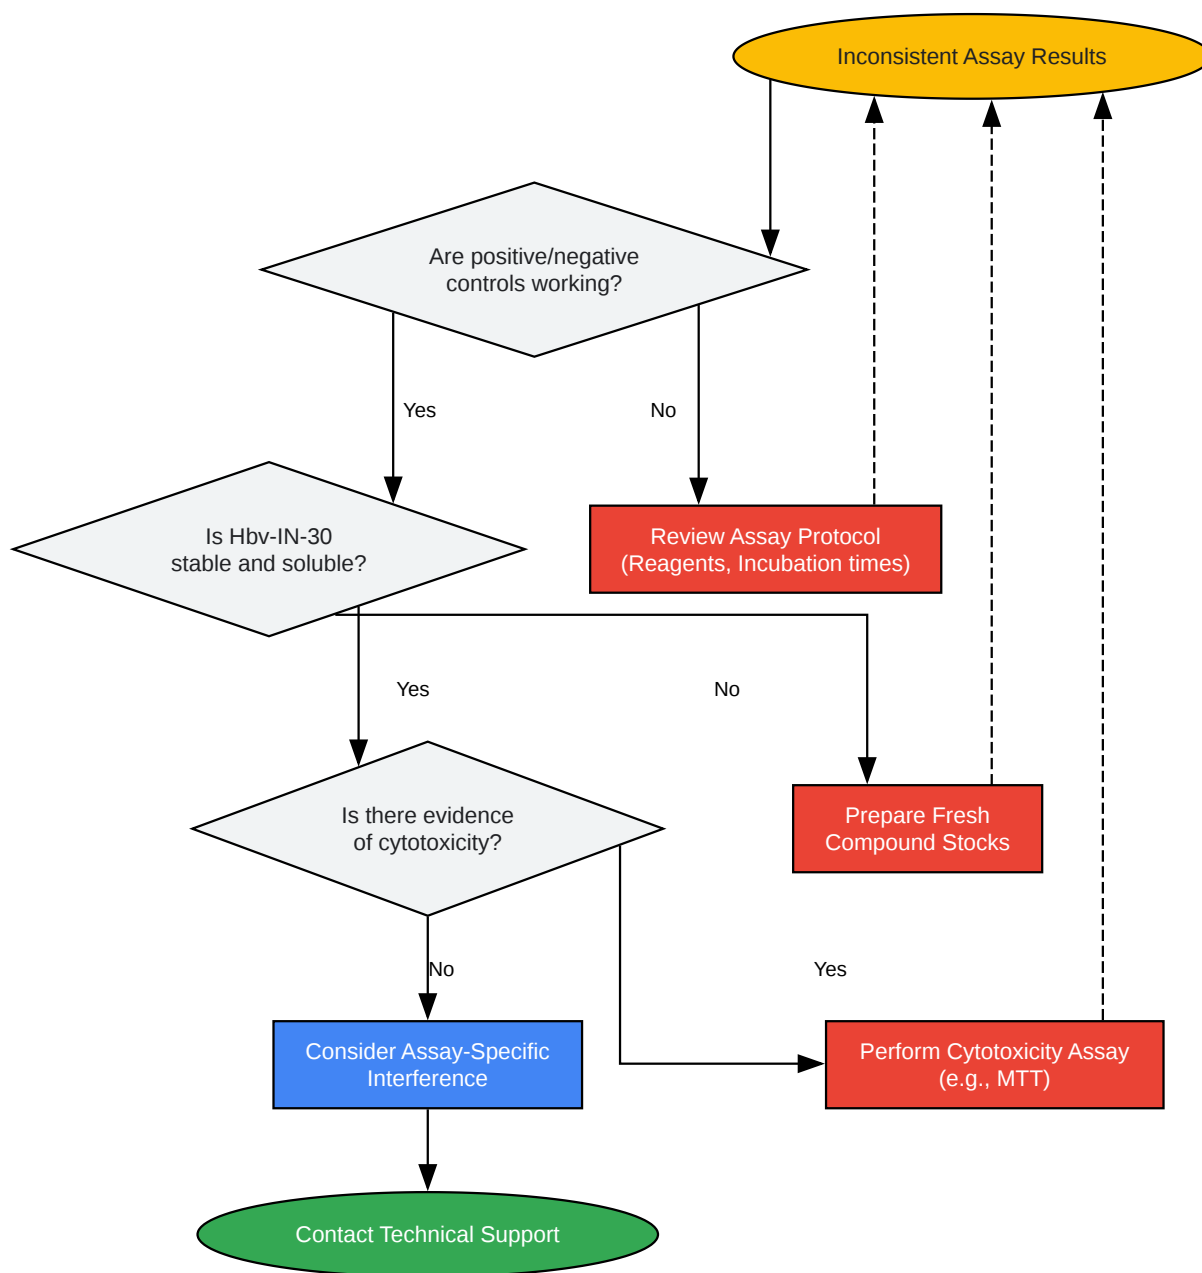 Inconsistent Assay Results
Are positive/negative
controls working?
Yes
No
Is Hbv-IN-30
stable and soluble?
Review Assay Protocol
(Reagents, Incubation times)
Yes
No
Is there evidence
of cytotoxicity?
Prepare Fresh
Compound Stocks
No
Yes
Consider Assay-Specific
Interference
Perform Cytotoxicity Assay
(e.g., MTT)
Contact Technical Support